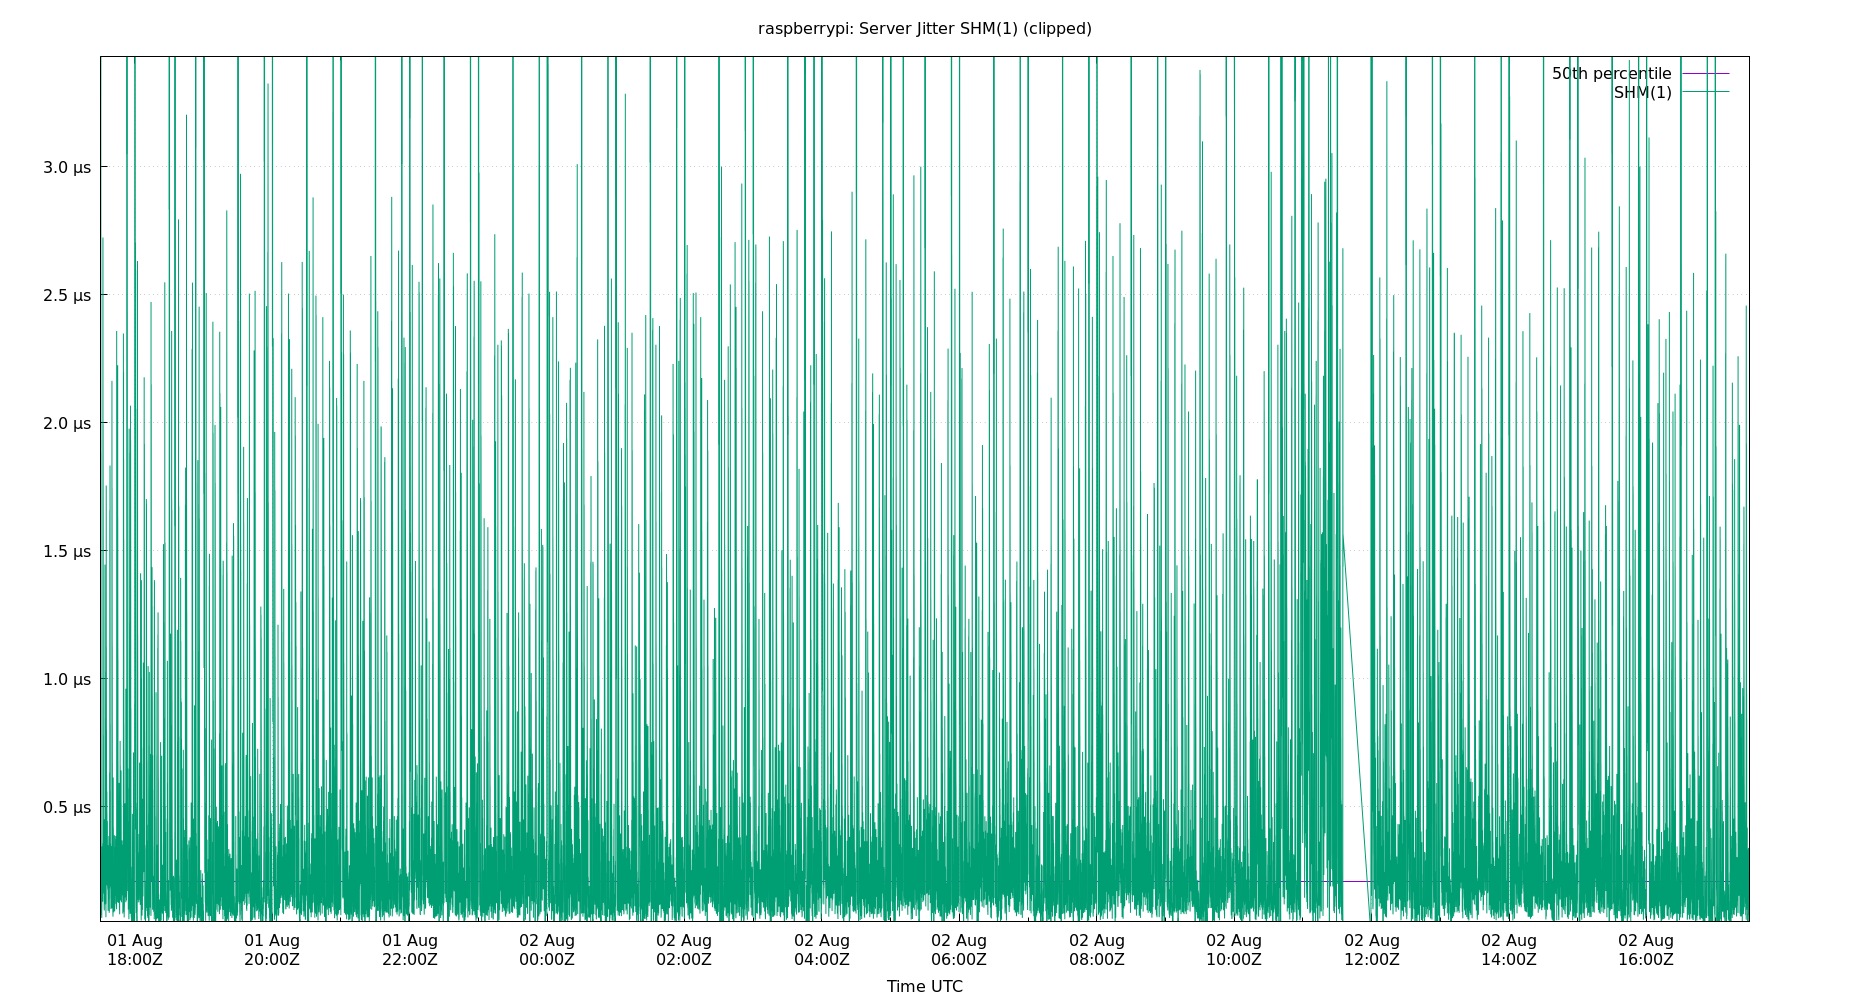 raspberrypi: Server Jitter SHM(1) (clipped)
50th percentile
SHM(1)
3.0 µs
2.5 µs
2.0 µs
1.5 µs
1.0 µs
0.5 µs
01 Aug 01 Aug 01 Aug 02 Aug 02 Aug 02 Aug 02 Aug 02 Aug 02 Aug 02 Aug 02 Aug 02 Aug
18:00Z 20:00Z 22:00Z 00:00Z 02:00Z 04:00Z 06:00Z 08:00Z 10:00Z 12:00Z 14:00Z 16:00Z
Time UTC